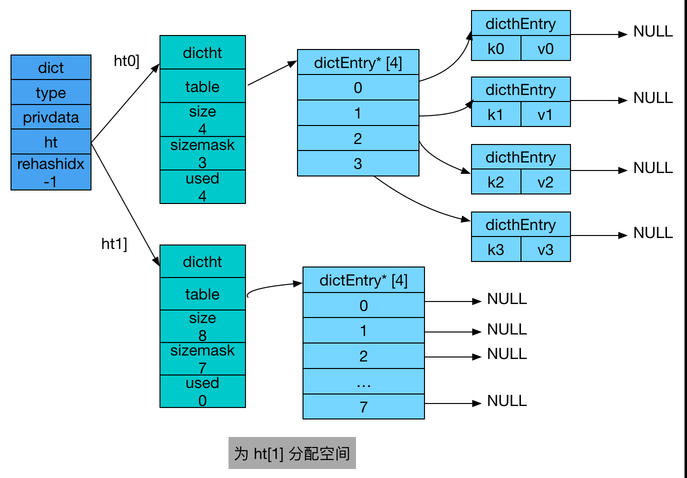 dict
type
privdata
ht
rehashidx
-1
ht0]
dictht
table
size
4
sizemask
3
used
4
dictEntry* [4]
0
1
2
3
dicthEntry
k0 v0
NULL
dicthEntry
k1 v1
NULL
dicthEntry
k2 v2
NULL
dicthEntry
k3 v3
NULL
ht1]
dictht
table
size
8
sizemask
7
used
0
dictEntry* [4]
0
NULL
1
NULL
2
NULL
...
7
NULL
为 ht[1] 分配空间